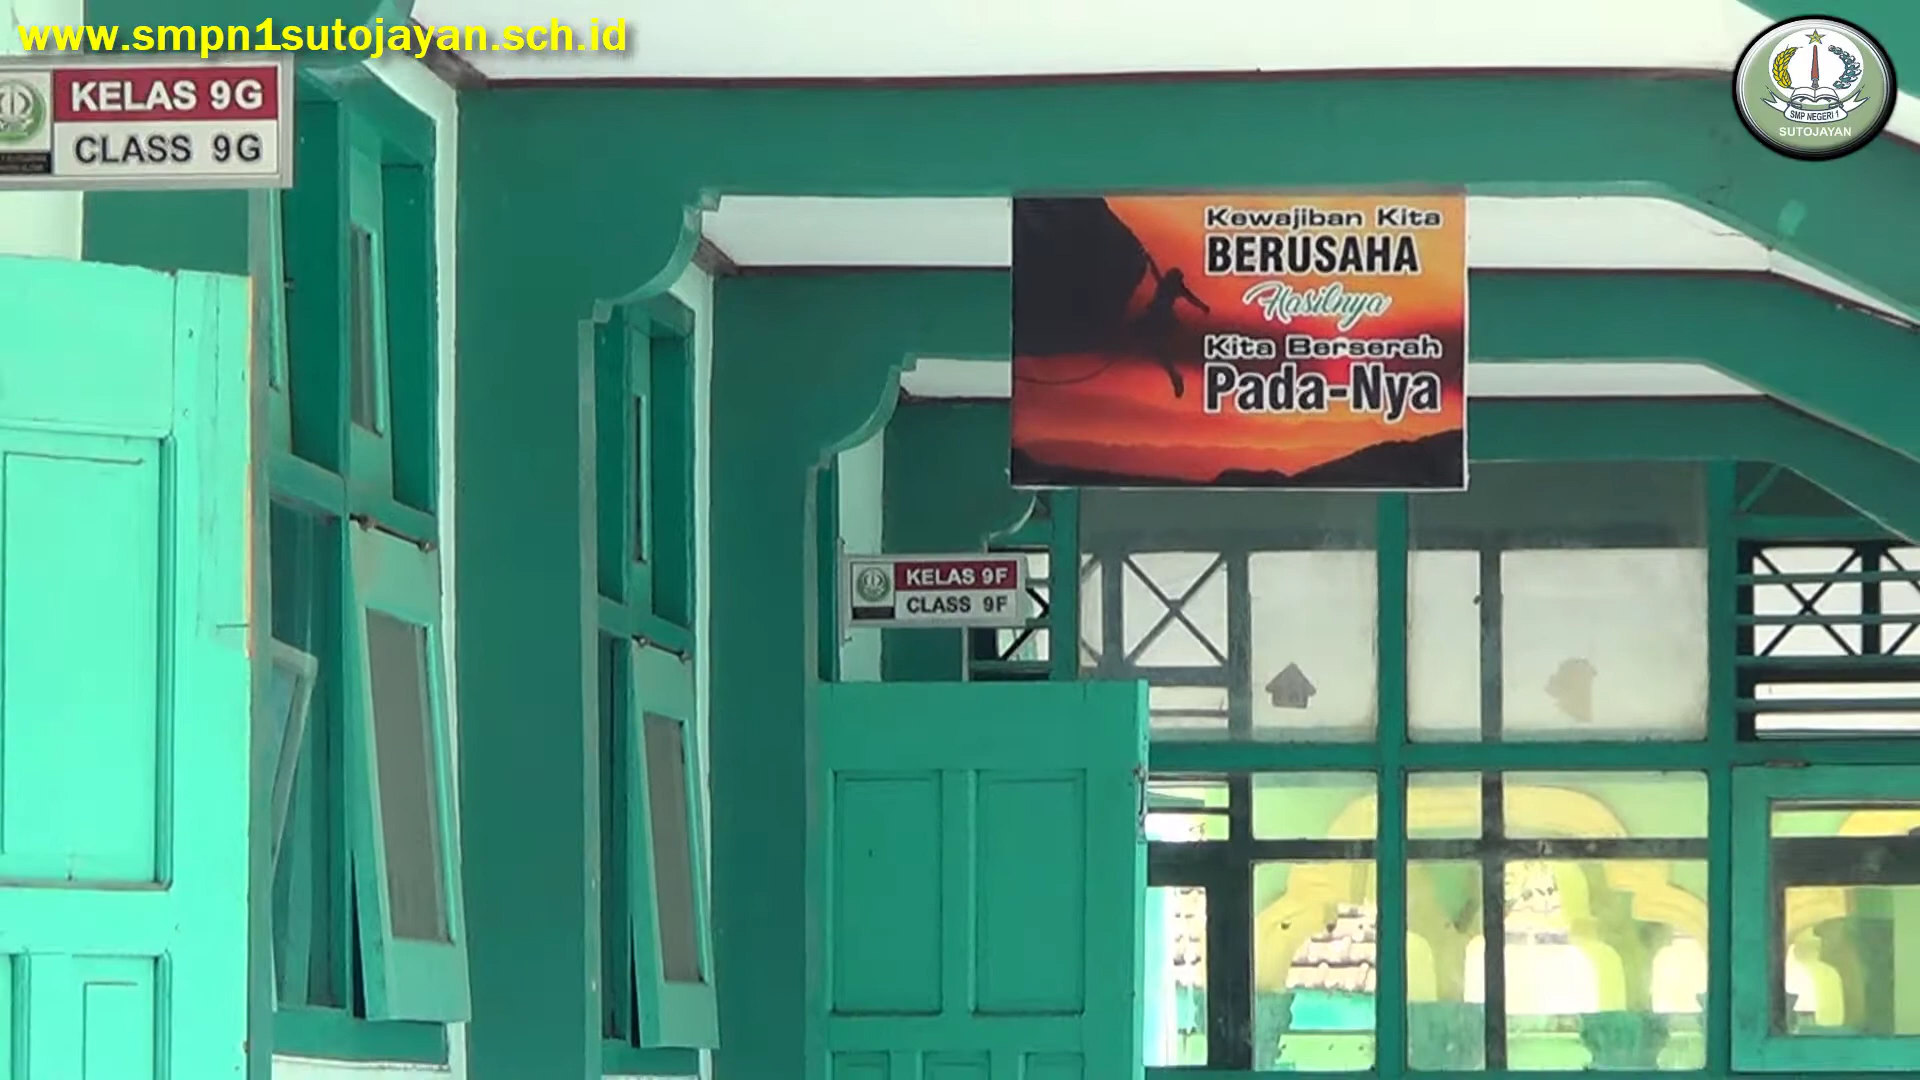 www.smpn1sutojayan.sch.id
KELAS 9G
CLASS 9G
SMP NEGERI 1
SUTOJAYAN
Kewajiban Kita
BERUSAHA
Hasilnya
Kita Berserah
Pada-Nya
KELAS 9F
CLASS 9F